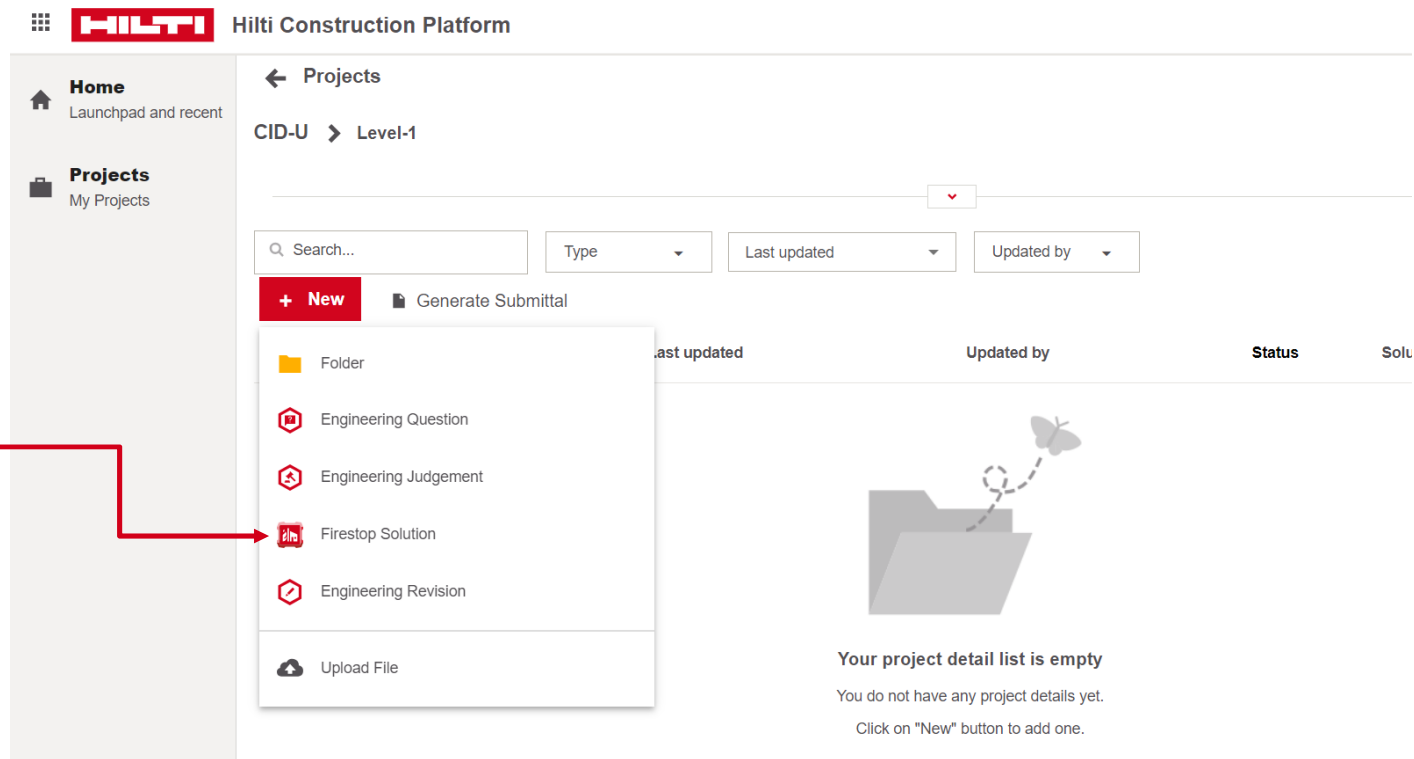 HILTI Hilti Construction Platform
Home
Launchpad and recent
Projects
My Projects
Projects
CID-U Level-1
Search... Type Last updated Updated by
+ New Generate Submittal
Last updated Updated by Status Solu
Folder
Engineering Question
Engineering Judgement
Firestop Solution
Engineering Revision
Upload File
Your project detail list is empty
You do not have any project details yet.
Click on "New" button to add one.